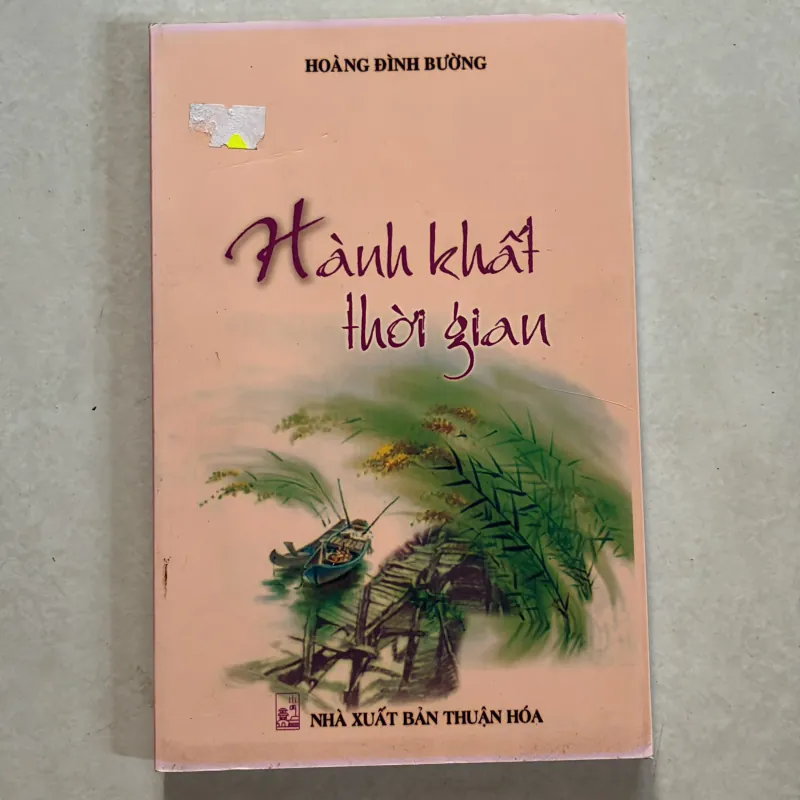 HOÀNG ĐÌNH BƯỜNG
Hành khất
thời gian
NHÀ XUẤT BẢN THUẬN HÓA